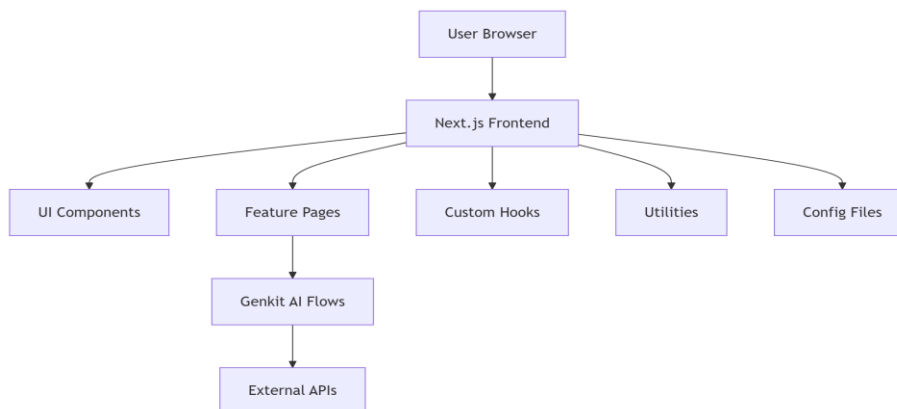 User Browser
Next.js Frontend
UI Components
Feature Pages
Custom Hooks
Utilities
Config Files
Genkit AI Flows
External APIs